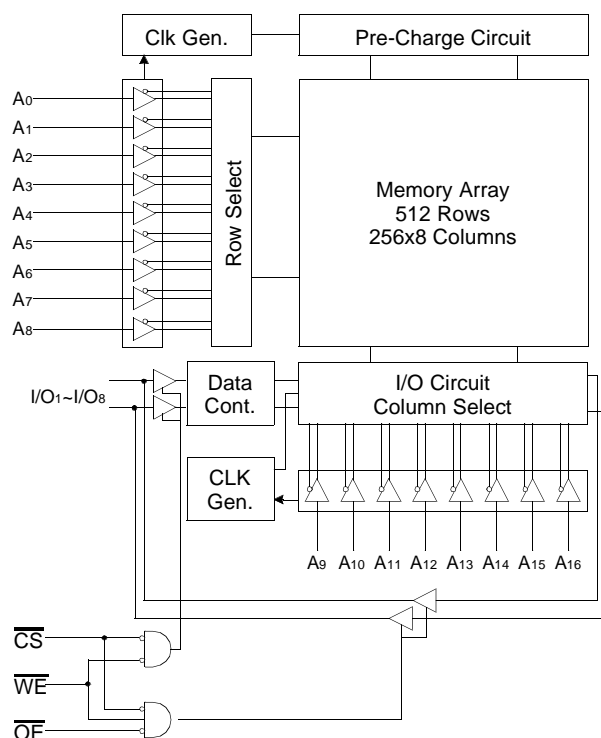 Clk Gen.
Pre-Charge Circuit
A0
A1
A2
A3
A4
A5
A6
A7
A8
Row Select
Memory Array
512 Rows
256x8 Columns
I/O1~I/O8
Data
Cont.
I/O Circuit
Column Select
CLK
Gen.
A9 A10 A11 A12 A13 A14 A15 A16
CS
WE
OE